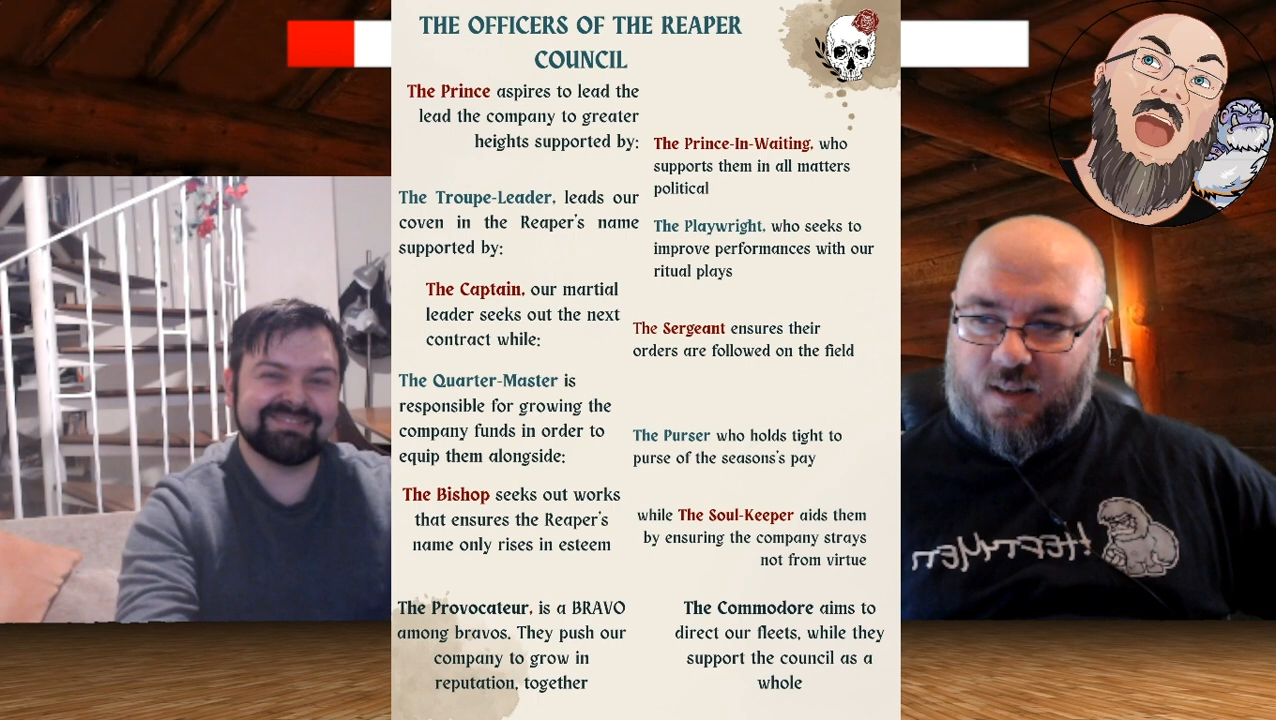 THE OFFICERS OF THE REAPER
COUNCIL
The Prince aspires to lead the
lead the company to greater
heights supported by:
The Prince-In-Waiting, who
supports them in all matters
political
The Troupe-Leader, leads our
coven in the Reaper's name
supported by:
The Playwright, who seeks to
improve performances with our
ritual plays
The Captain, our martial
leader seeks out the next
contract while:
The Sergeant ensures their
orders are followed on the field
The Quarter-Master is
responsible for growing the
company funds in order to
equip them alongside:
The Purser who holds tight to
purse of the seasons's pay
The Bishop seeks out works
that ensures the Reaper's
name only rises in esteem
while The Soul-Keeper aids them
by ensuring the company strays
not from virtue
The Provocateur, is a BRAVO
among bravos. They push our
company to grow in
reputation, together
The Commodore aims to
direct our fleets, while they
support the council as a
whole